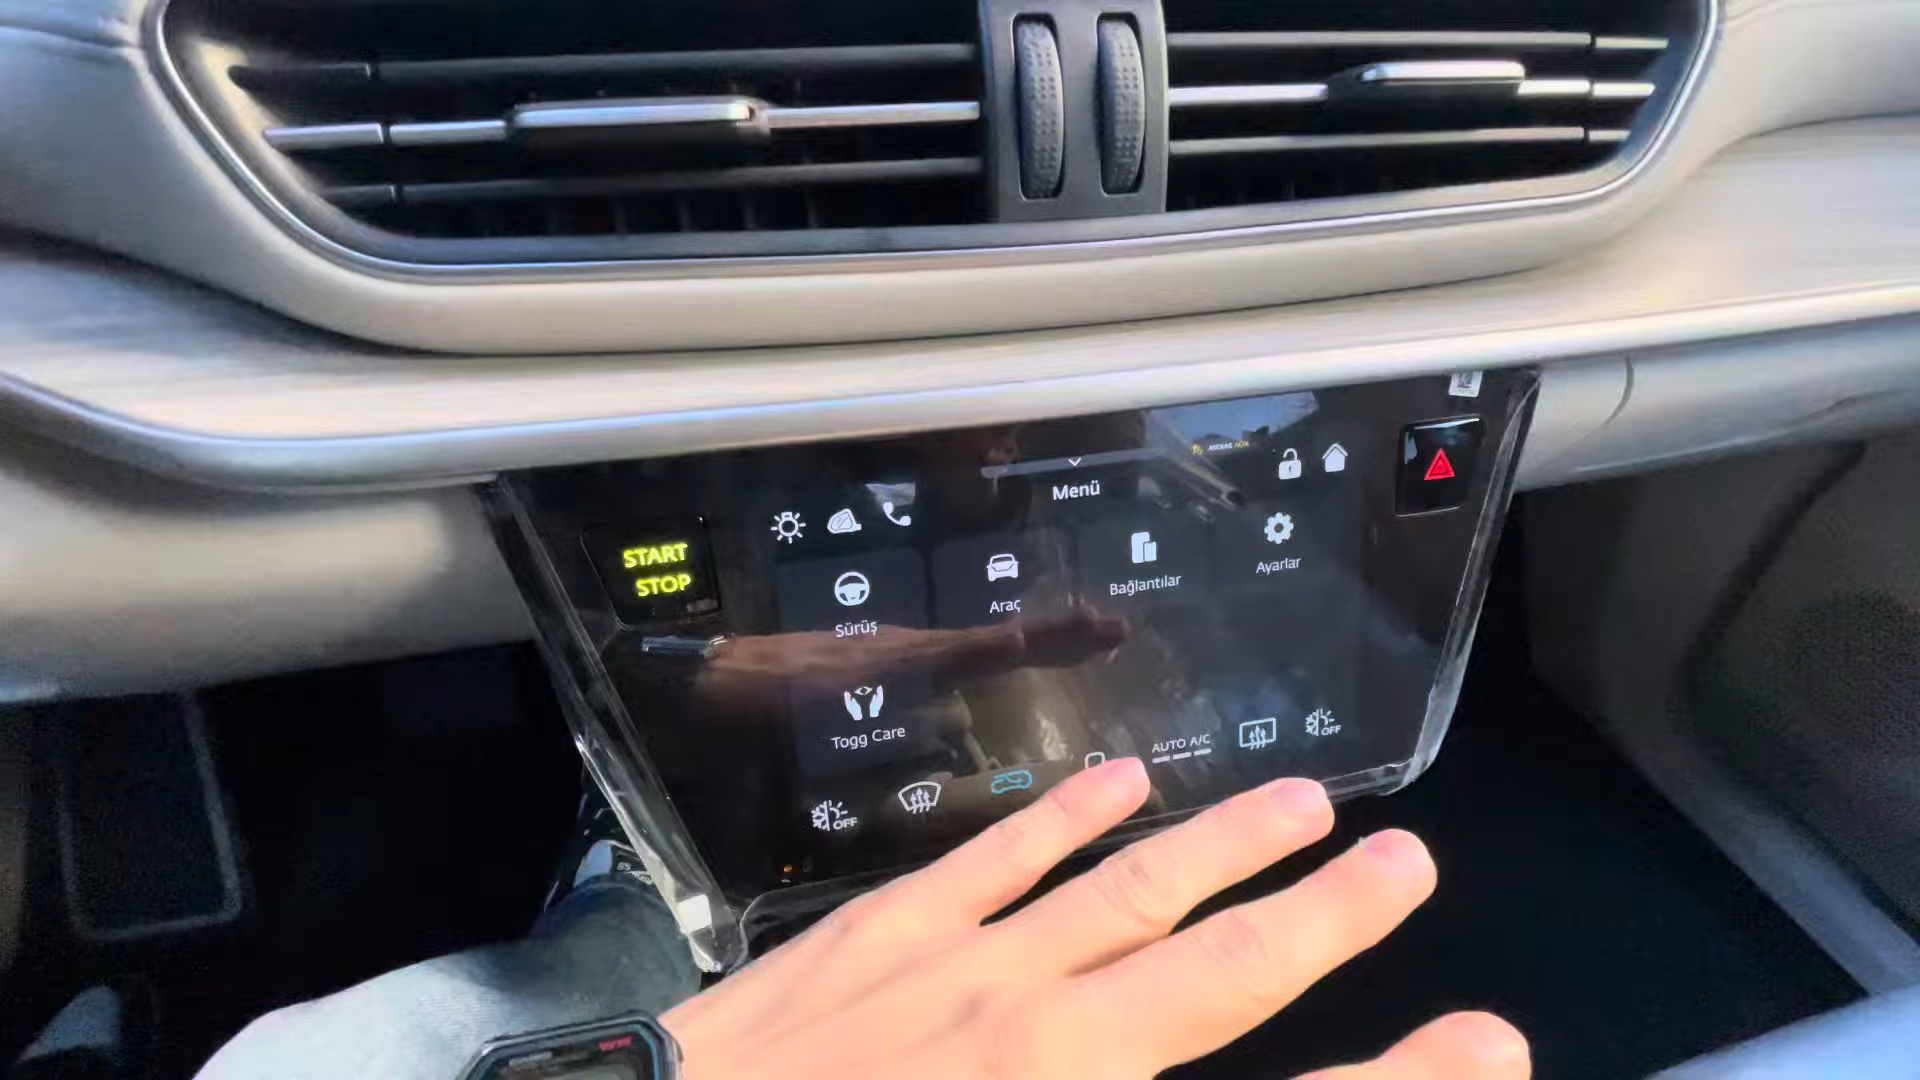 Menü
START
STOP
Sürüş
Araç
Bağlantılar
Ayarlar
Togg Care
AUTO A/C
OFF
OFF